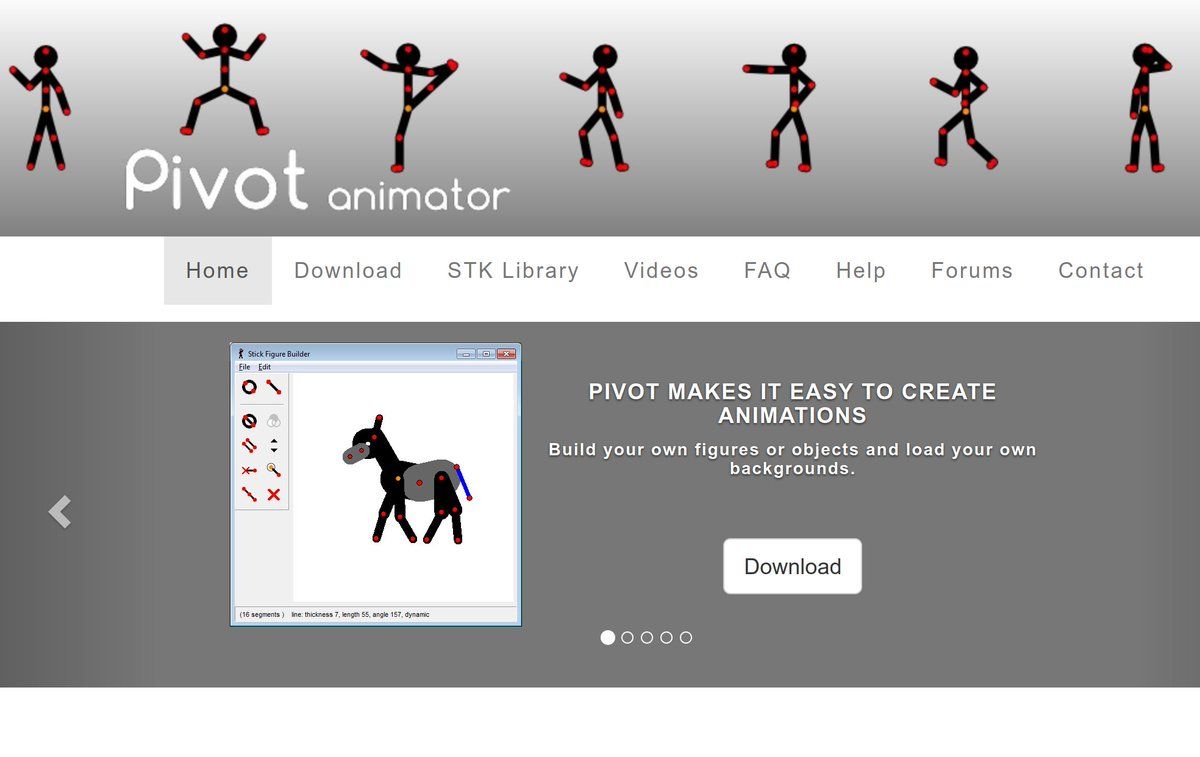 Pivot animator
Home Download STK Library Videos FAQ Help Forums Contact
Stick Figure Builder
File Edit
PIVOT MAKES IT EASY TO CREATE
ANIMATIONS
Build your own figures or objects and load your own
backgrounds.
Download
(16 segments ) line: thickness 7, length 55, angle 157, dynamic